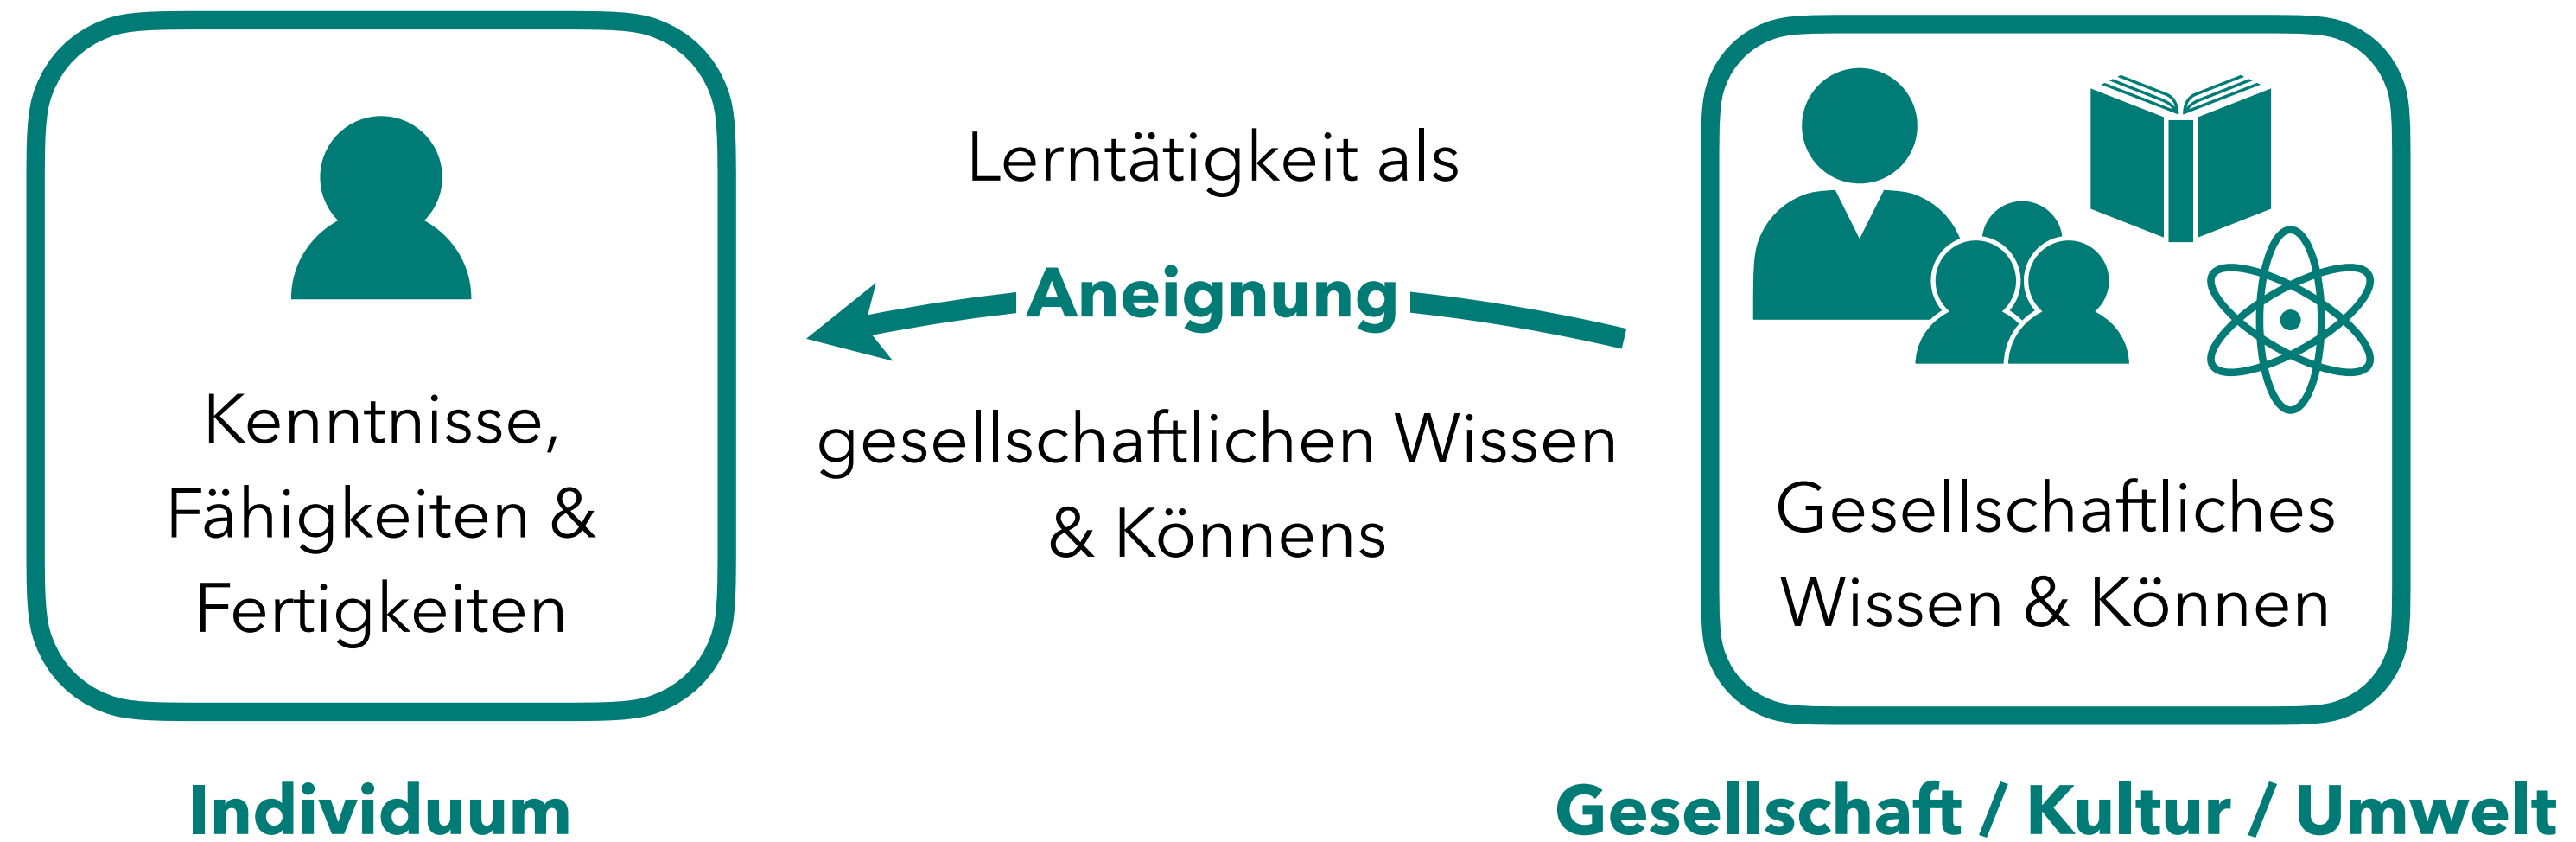 Kenntnisse,
Fähigkeiten &
Fertigkeiten
Individuum
Lerntätigkeit als
Aneignung
gesellschaftlichen Wissen
& Könnens
Gesellschaftliches
Wissen & Können
Gesellschaft / Kultur / Umwelt